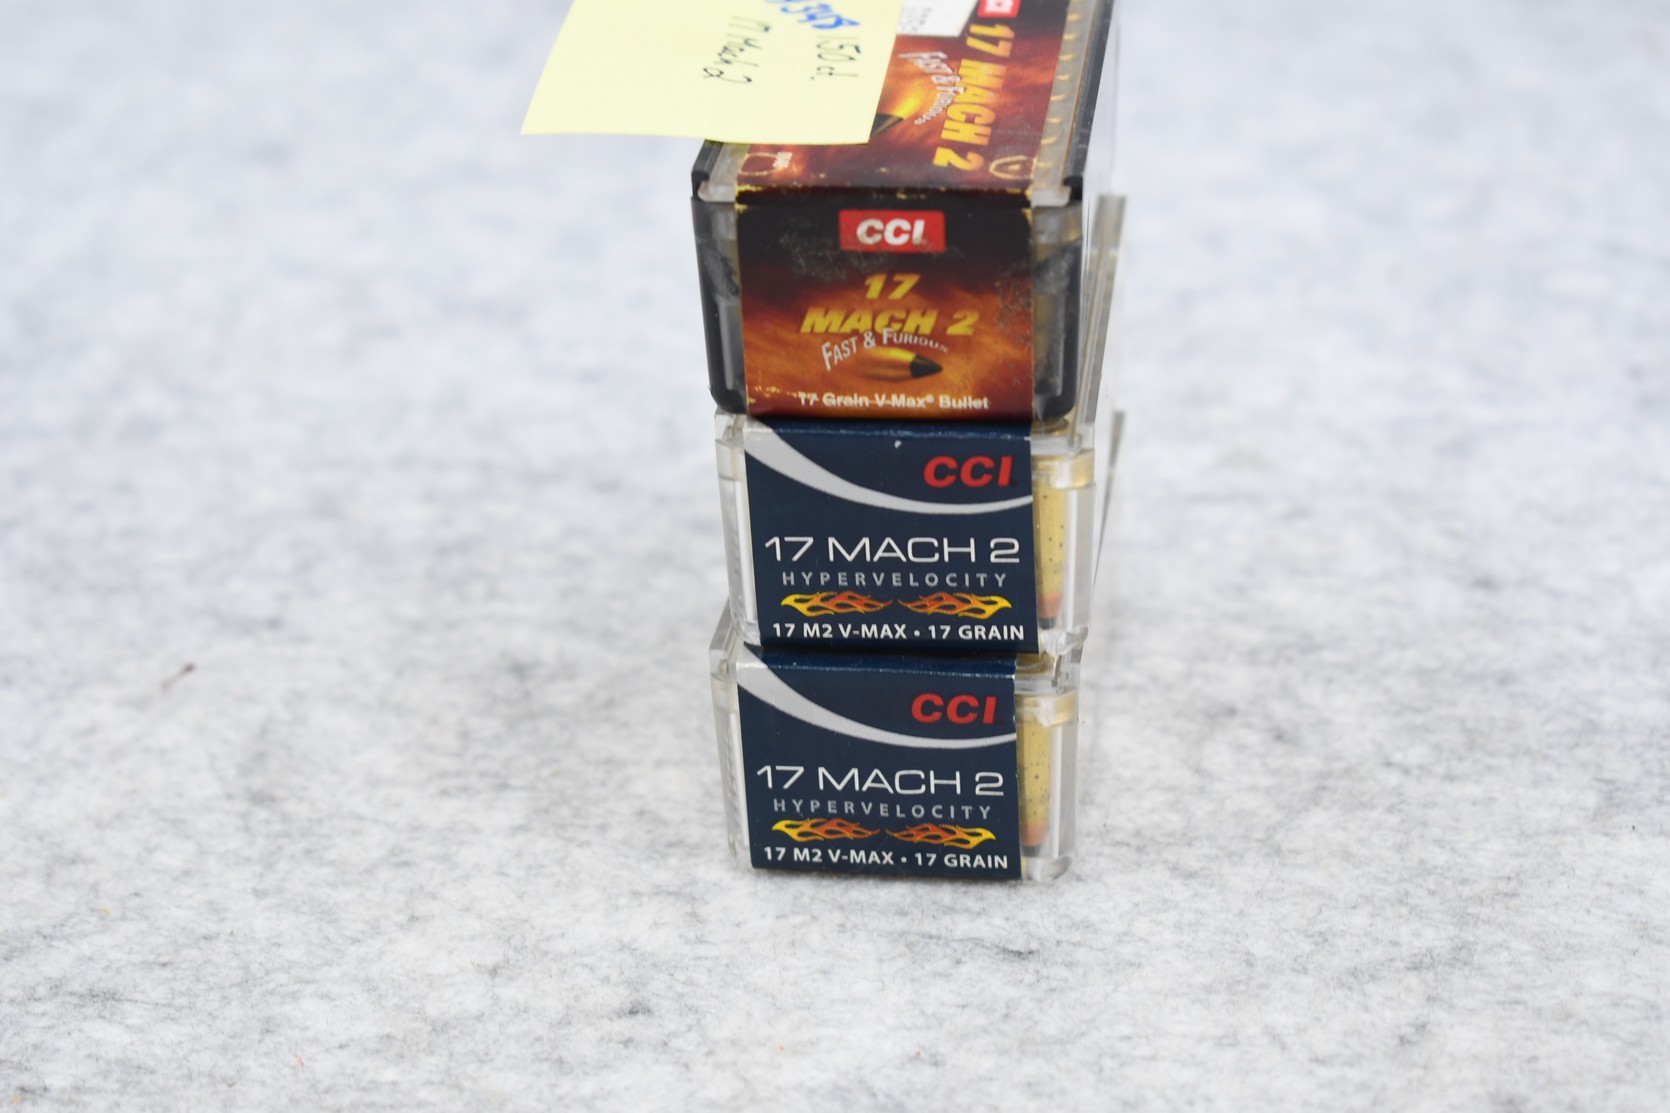 150 ct.
17 Mach 2
17 MACH 2
FAST & FURIOUS
CCI
17
MACH 2
FAST & FURIOUS
17 Grain V-Max® Bullet
CCI
17 MACH 2
HYPERVELOCITY
17 M2 V-MAX • 17 GRAIN
CCI
17 MACH 2
HYPERVELOCITY
17 M2 V-MAX • 17 GRAIN